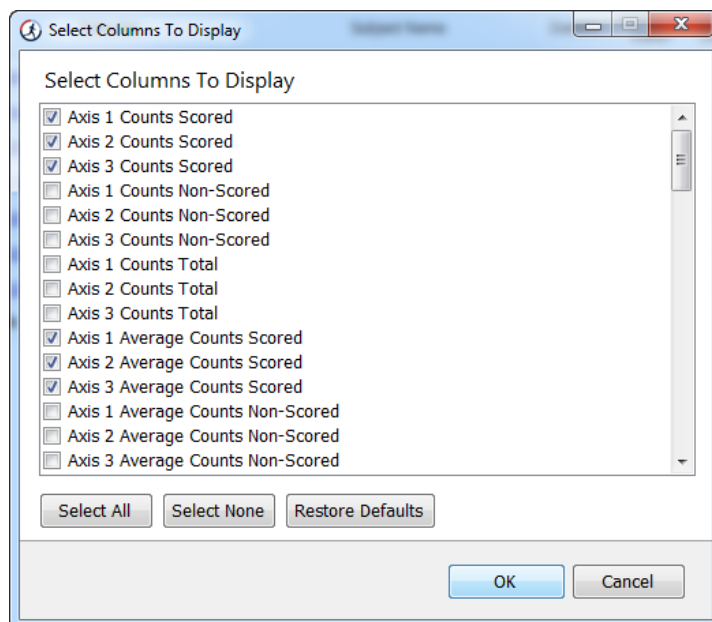 Select Columns To Display
Select Columns To Display
Axis 1 Counts Scored
Axis 2 Counts Scored
Axis 3 Counts Scored
Axis 1 Counts Non-Scored
Axis 2 Counts Non-Scored
Axis 3 Counts Non-Scored
Axis 1 Counts Total
Axis 2 Counts Total
Axis 3 Counts Total
Axis 1 Average Counts Scored
Axis 2 Average Counts Scored
Axis 3 Average Counts Scored
Axis 1 Average Counts Non-Scored
Axis 2 Average Counts Non-Scored
Axis 3 Average Counts Non-Scored
Select All Select None Restore Defaults
OK Cancel